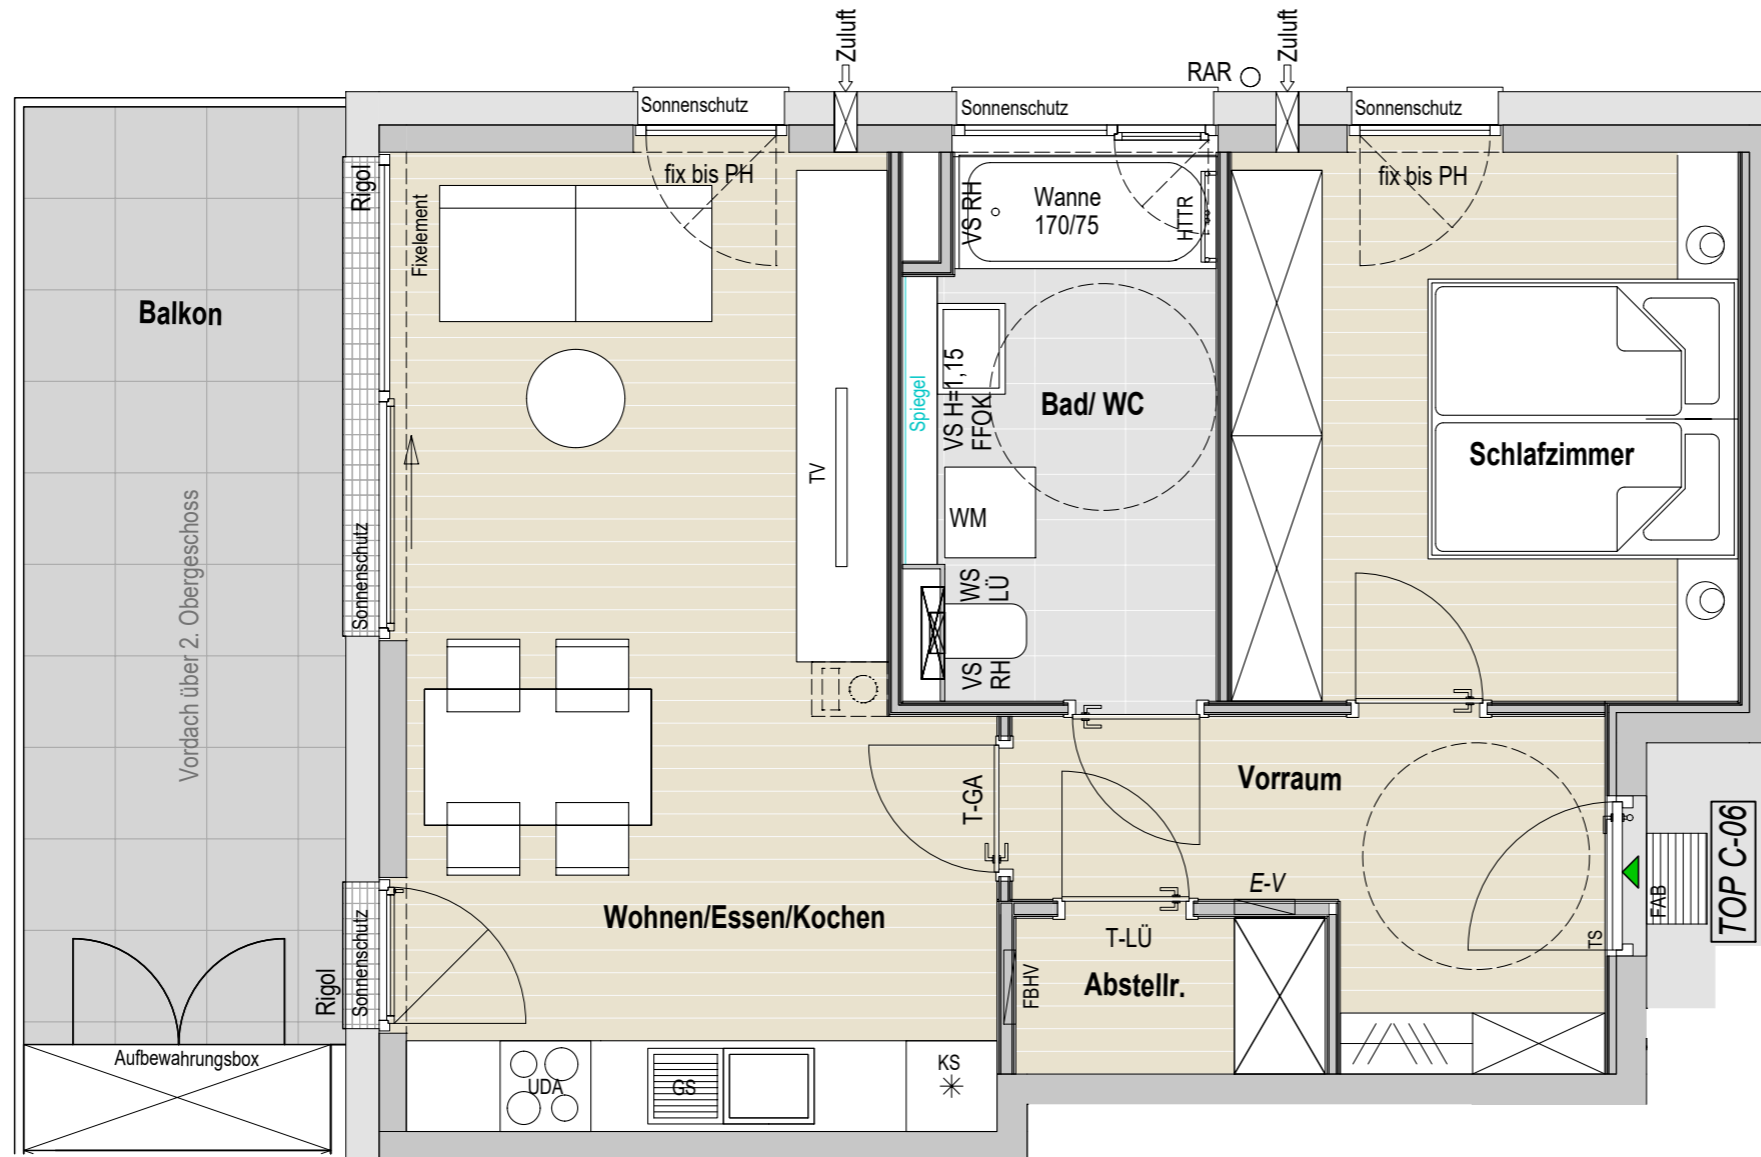 Zuluft
Zuluft
RAR
Sonnenschutz
Sonnenschutz
Sonnenschutz
Rigol
Fixelement
fix bis PH
VS RH
Wanne
170/75
HTTR
fix bis PH
Balkon
Spiegel
VS H=1,15
FFOK
Bad/ WC
Schlafzimmer
TV
WM
Vordach über 2. Obergeschoss
Sonnenschutz
VS WS
RH LÜ
T-GA
Vorraum
TOP C-06
E-V
FAB
TS
Wohnen/Essen/Kochen
T-LÜ
Abstellr.
FBHV
Rigol
Sonnenschutz
Aufbewahrungsbox
UDA
GS
KS